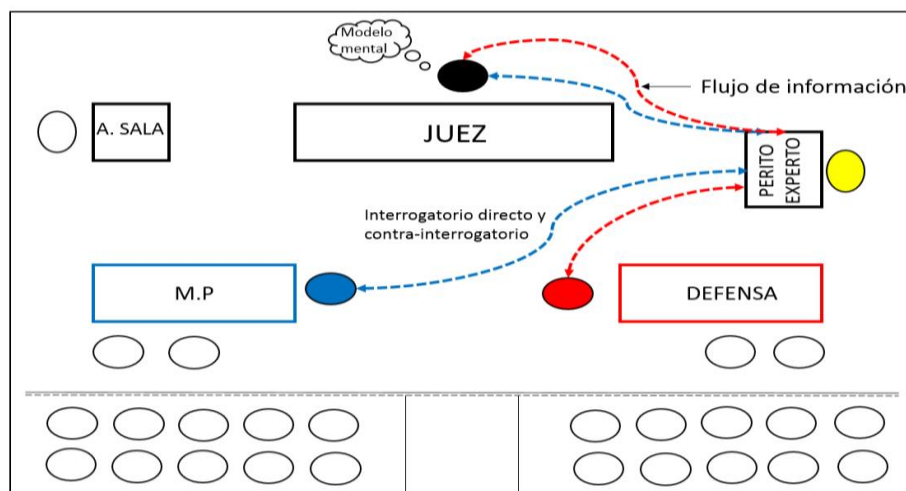 Modelo
mental
Flujo de información
A. SALA
JUEZ
PERITO
EXPERTO
Interrogatorio directo y
contra-interrogatorio
M.P
DEFENSA